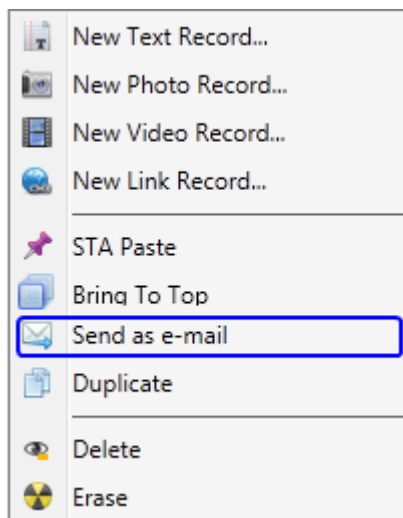 New Text Record...
New Photo Record...
New Video Record...
New Link Record...
STA Paste
Bring To Top
Send as e-mail
Duplicate
Delete
Erase